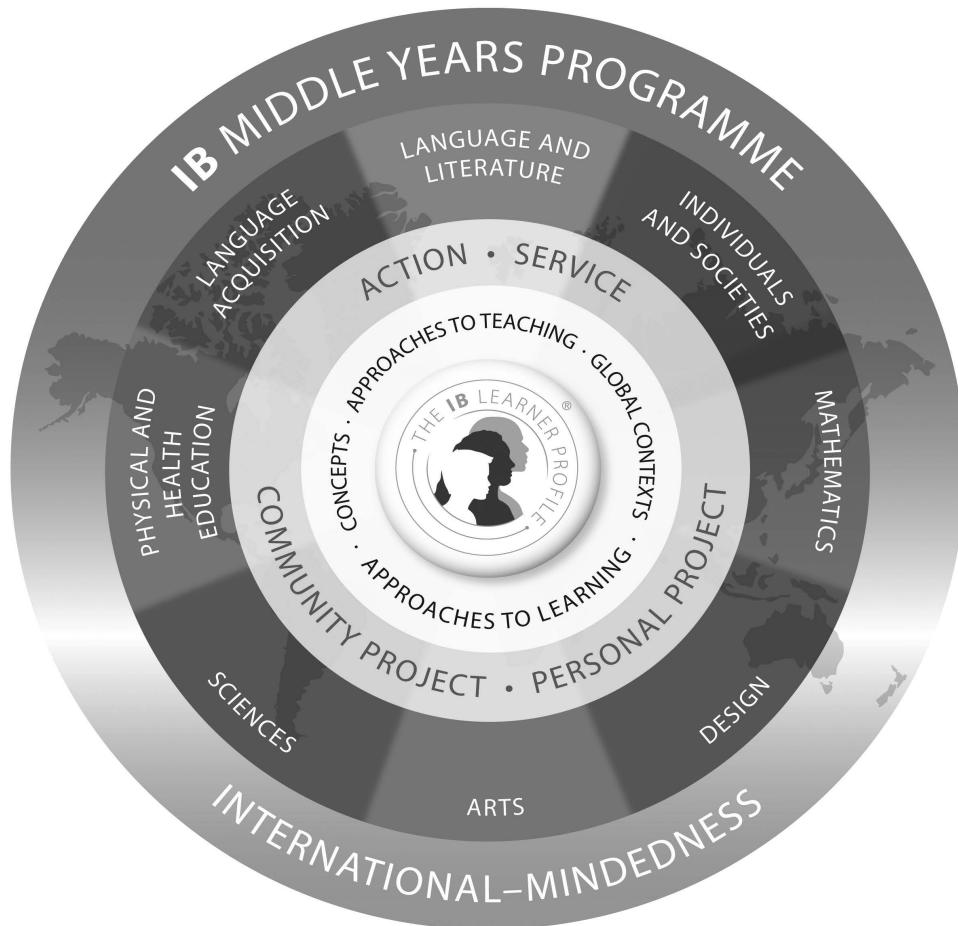 IB MIDDLE YEARS PROGRAMME
LANGUAGE AND
LITERATURE
INDIVIDUALS
AND SOCIETIES
MATHEMATICS
DESIGN
ARTS
SCIENCES
PHYSICAL AND
HEALTH
EDUCATION
LANGUAGE
ACQUISITION
ACTION • SERVICE
COMMUNITY PROJECT • PERSONAL PROJECT
APPROACHES TO TEACHING · GLOBAL CONTEXTS · APPROACHES TO LEARNING · CONCEPTS ·
THE IB LEARNER PROFILE ®
INTERNATIONAL–MINDEDNESS